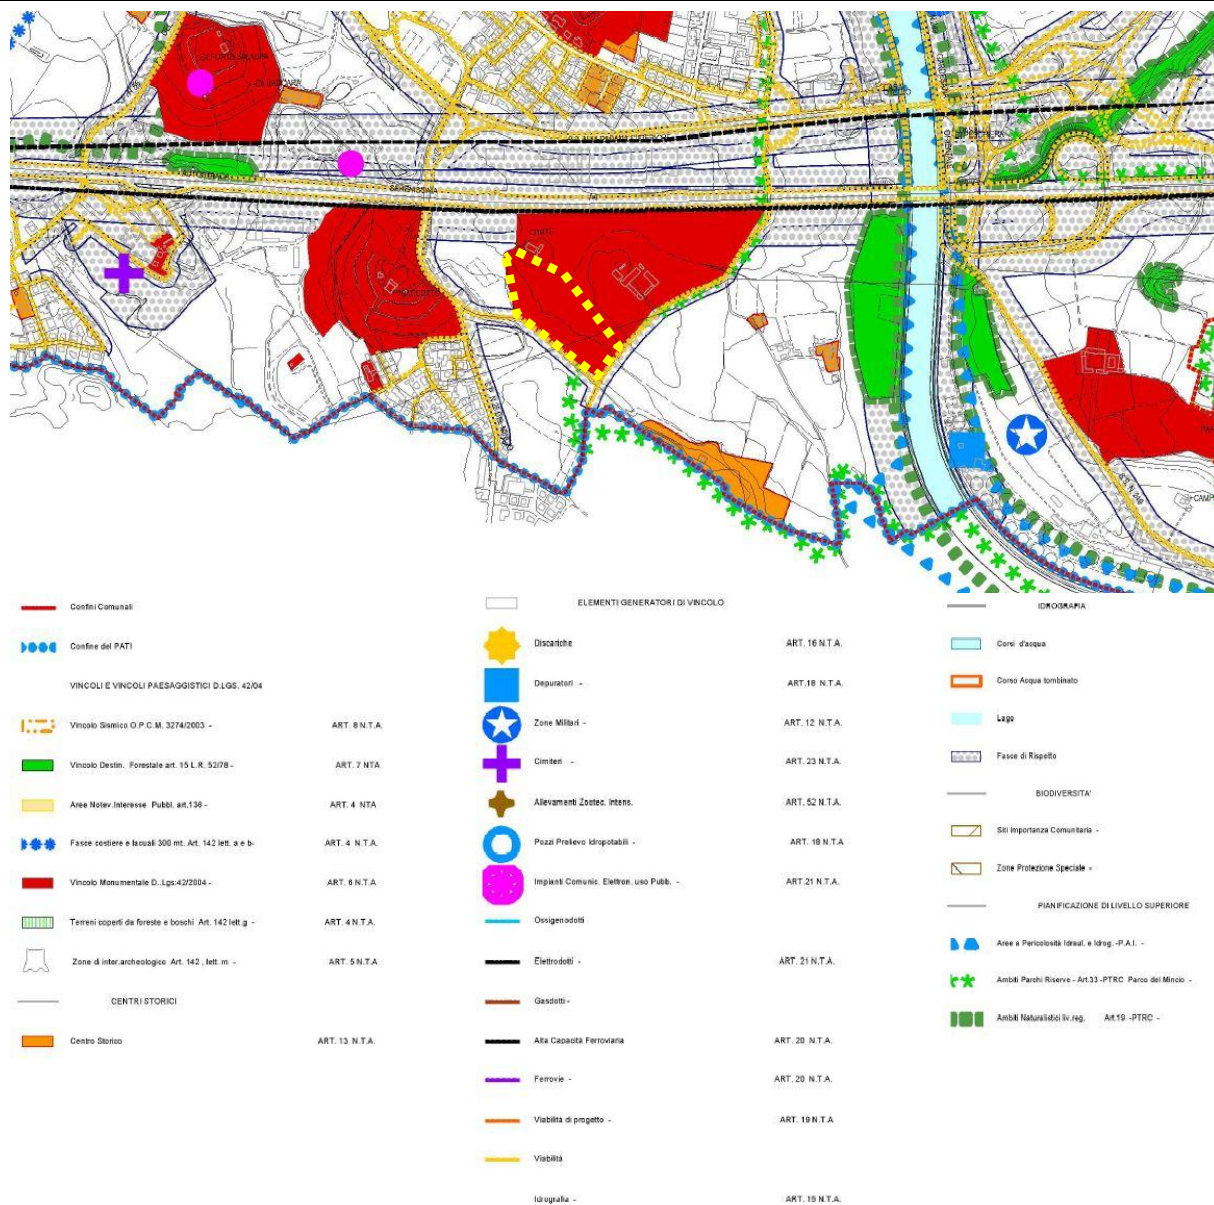 AUTOSTRADA
SERENISSIMA
Confini Comunali
Confine del PATI
VINCOLI E VINCOLI PAESAGGISTICI D.LGS. 42/04
Vincolo Sismico O.P.C.M. 3274/2003 - ART. 8 N.T.A.
Vincolo Destin. Forestale art. 15 L.R. 52/78 - ART. 7 NTA
Aree Notev.Interesse Pubbl. art.136 - ART. 4 NTA
Fasce costiere e lacuali 300 mt. Art. 142 lett. a e b- ART. 4 N.T.A.
Vincolo Monumentale D..Lgs:42/2004 - ART. 6 N.T.A
Terreni coperti da foreste e boschi Art. 142 lett.g - ART. 4 N.T.A.
Zone di inter.archeologico Art. 142 , lett. m - ART. 5 N.T.A
CENTRI STORICI
Centro Storico ART. 13 N.T.A.
ELEMENTI GENERATORI DI VINCOLO
Discariche ART. 16 N.T.A.
Depuratori - ART.18 N.T.A.
Zone Militari - ART. 12 N.T.A.
Cimiteri - ART. 23 N.T.A.
Allevamenti Zootec. Intens. ART. 52 N.T.A.
Pozzi Prelievo Idropotabili - ART. 18 N.T.A
Impianti Comunic. Elettron. uso Pubb. - ART.21 N.T.A.
Ossigenodotti
Elettrodotti - ART. 21 N.T.A.
Gasdotti -
Alta Capacità Ferroviaria ART. 20 N.T.A.
Ferrovie - ART. 20 N.T.A.
Viabilità di progetto - ART. 19 N.T.A
Viabilità
Idrografia - ART. 15 N.T.A.
IDROGRAFIA
Corsi d'acqua
Corso Acqua tombinato
Lago
Fasce di Rispetto
BIODIVERSITA'
Siti Importanza Comunitaria -
Zone Protezione Speciale -
PIANIFICAZIONE DI LIVELLO SUPERIORE
Aree a Pericolosità Idraul. e Idrog. -P.A.I. -
Ambiti Parchi Riserve - Art.33 -PTRC Parco del Mincio -
Ambiti Naturalistici liv.reg. Art.19 -PTRC -